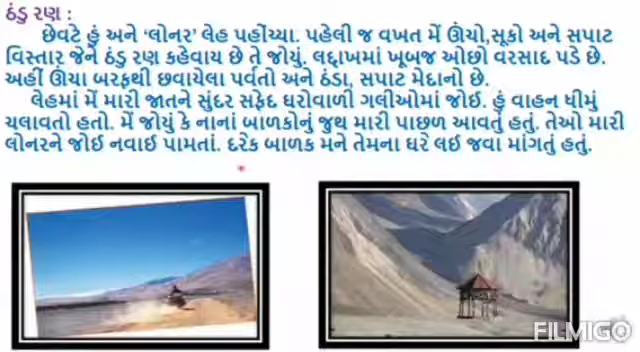 ઠંડુ રણ :
છેવટે હું અને 'લોનર' લેહ પહોંચ્યા. પહેલી જ વખત મેં ઊંચો,સૂકો અને સપાટ
વિસ્તાર જેને ઠંડુ રણ કહેવાય છે તે જોયું. લદ્દાખમાં ખૂબજ ઓછો વરસાદ પડે છે.
અહીં ઊંચા બરફથી છવાયેલા પર્વતો અને ઠંડા, સપાટ મેદાનો છે.
લેહમાં મેં મારી જાતને સુંદર સફેદ ઘરોવાળી ગલીઓમાં જોઈ. હું વાહન ધીમું
ચલાવતો હતો. મેં જોયું કે નાનાં બાળકોનું જુથ મારી પાછળ આવતું હતું. તેઓ મારી
લોનરને જોઈ નવાઈ પામતાં. દરેક બાળક મને તેમના ઘરે લઈ જવા માંગતું હતું.
FILMIGO